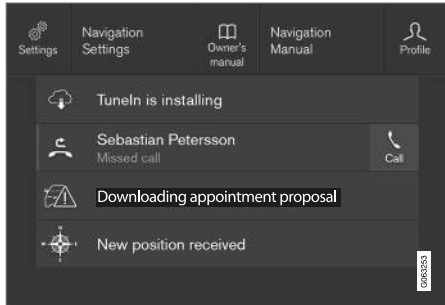 Settings
Navigation
Settings
Owner's
manual
Navigation
Manual
Profile
TuneIn is installing
Sebastian Petersson
Missed call
Call
Downloading appointment proposal
New position received
G063253